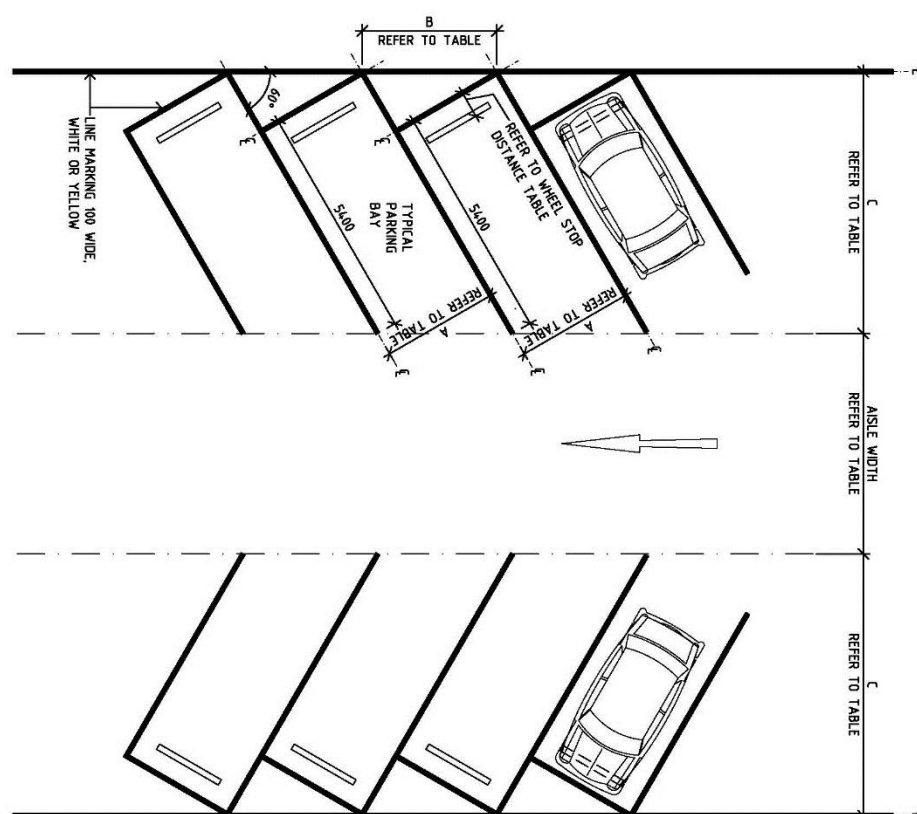 B
REFER TO TABLE
60°
LINE MARKING 100 WIDE,
WHITE OR YELLOW
5400
TYPICAL
PARKING
BAY
5400
REFER TO WHEEL STOP
DISTANCE TABLE
A
REFER TO TABLE
A
REFER TO TABLE
C
REFER TO TABLE
AISLE WIDTH
REFER TO TABLE
C
REFER TO TABLE